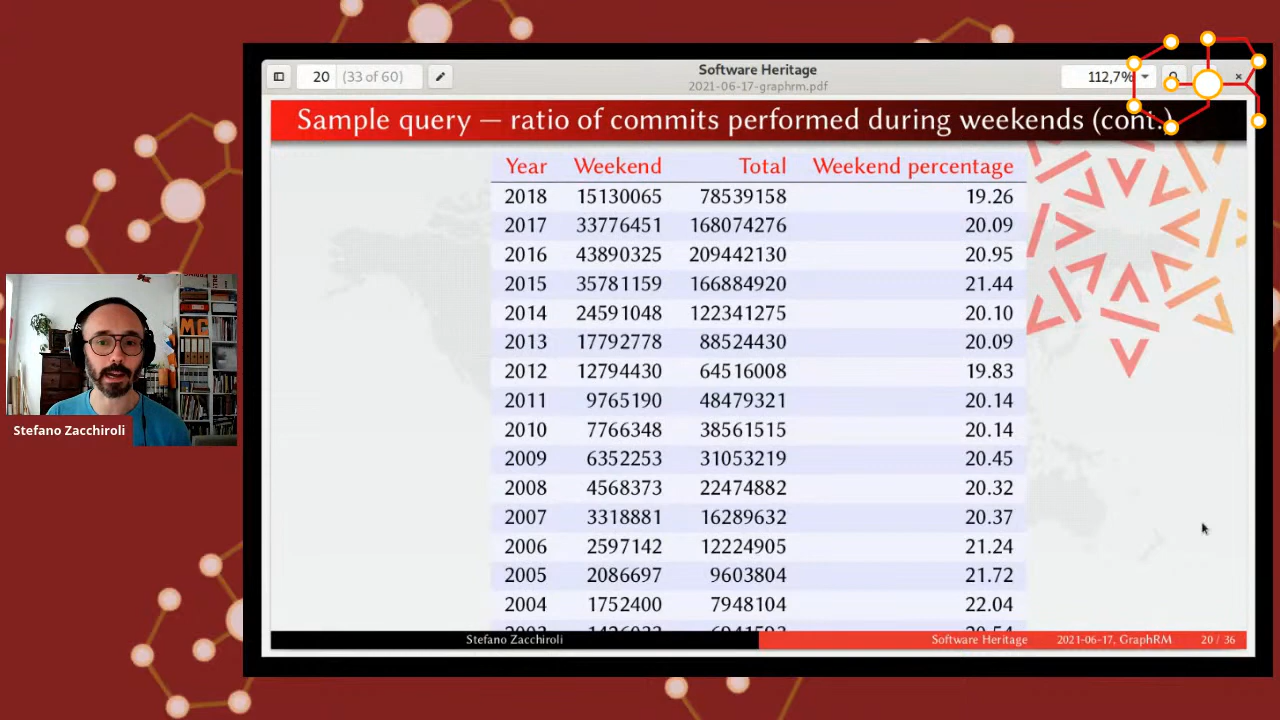 20 (33 of 60)
Software Heritage
2021-06-17-graphrm.pdf
112,7%
Sample query — ratio of commits performed during weekends (cont.)
Year Weekend Total Weekend percentage
2018 15130065 78539158 19.26
2017 33776451 168074276 20.09
2016 43890325 209442130 20.95
2015 35781159 166884920 21.44
2014 24591048 122341275 20.10
2013 17792778 88524430 20.09
2012 12794430 64516008 19.83
2011 9765190 48479321 20.14
2010 7766348 38561515 20.14
2009 6352253 31053219 20.45
2008 4568373 22474882 20.32
2007 3318881 16289632 20.37
2006 2597142 12224905 21.24
2005 2086697 9603804 21.72
2004 1752400 7948104 22.04
Stefano Zacchiroli
Stefano Zacchiroli Software Heritage 2021-06-17, GraphRM 20 / 36